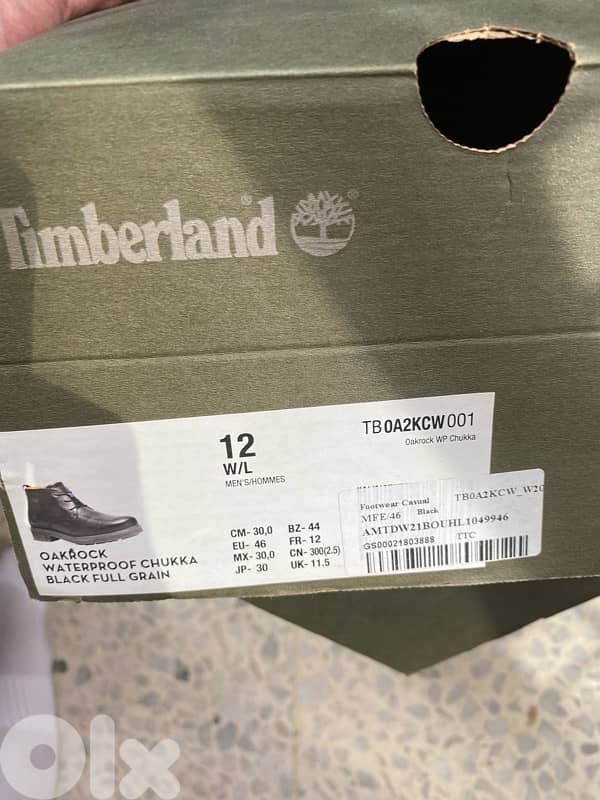 Timberland®
®
12
W/L
MEN'S/HOMMES
TB0A2KCW001
Oakrock WP Chukka
OAKROCK
WATERPROOF CHUKKA
BLACK FULL GRAIN
CM- 30,0 BZ- 44
EU- 46 FR- 12
MX- 30,0 CN- 300(2.5)
JP- 30 UK- 11.5
Footwear Casual TB0A2KCW_W20
MFE/46 Black
AMTDW21BOUHL1049946
GS00021803888 TTC
olx